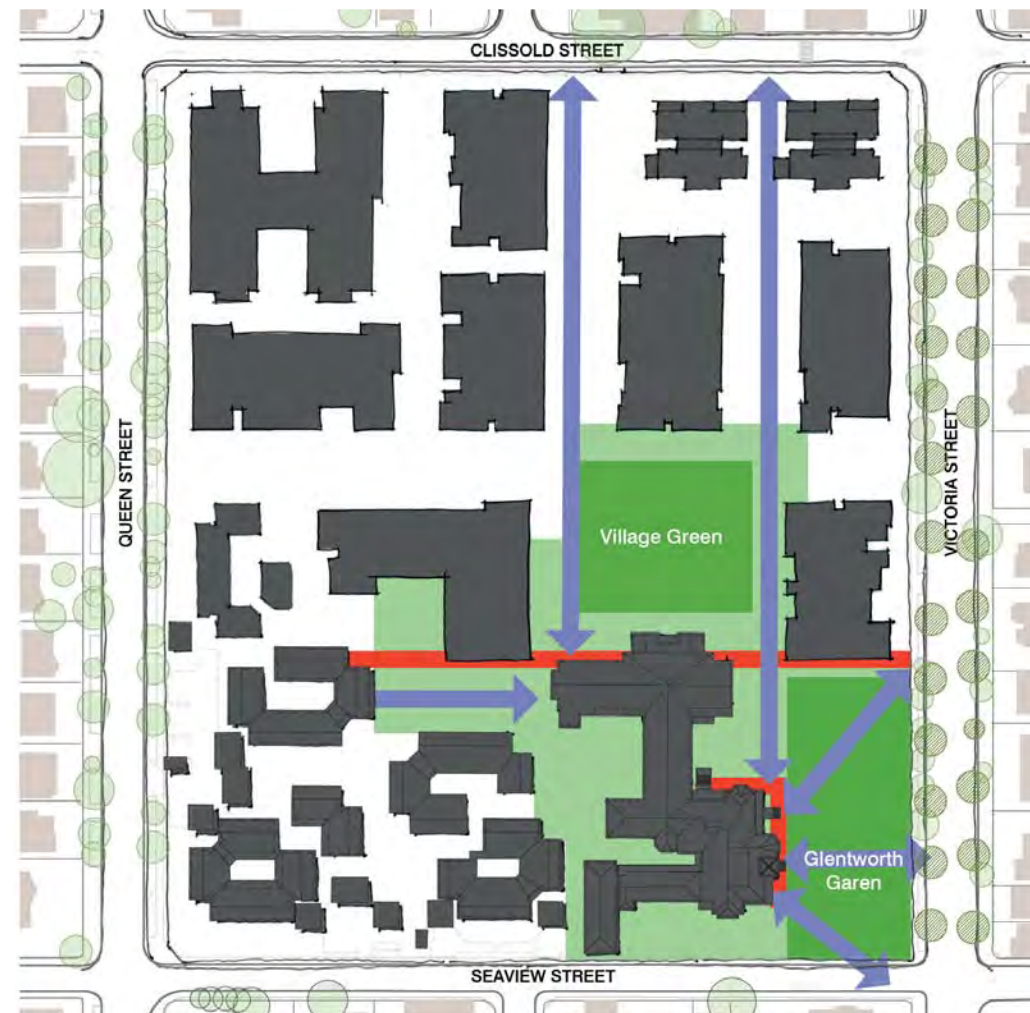 CLISSOLD STREET
QUEEN STREET
VICTORIA STREET
Village Green
Glentworth
Garen
SEAVIEW STREET